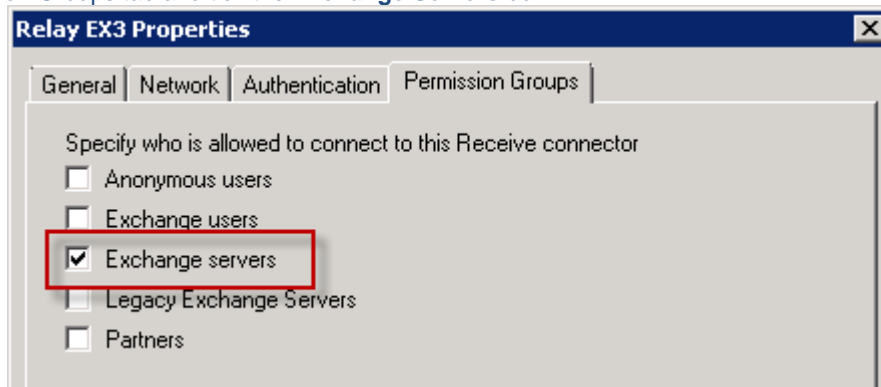 Relay EX3 Properties
General Network Authentication Permission Groups
Specify who is allowed to connect to this Receive connector
Anonymous users
Exchange users
Exchange servers
Legacy Exchange Servers
Partners